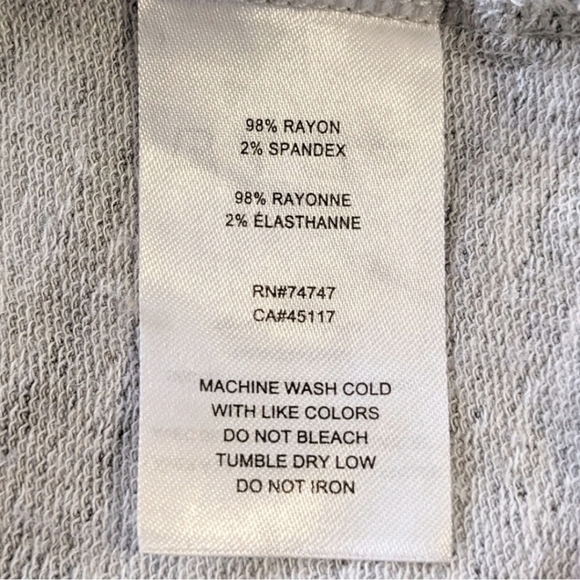 98% RAYON
2% SPANDEX
98% RAYONNE
2% ÉLASTHANNE
RN#74747
CA#45117
MACHINE WASH COLD
WITH LIKE COLORS
DO NOT BLEACH
TUMBLE DRY LOW
DO NOT IRON